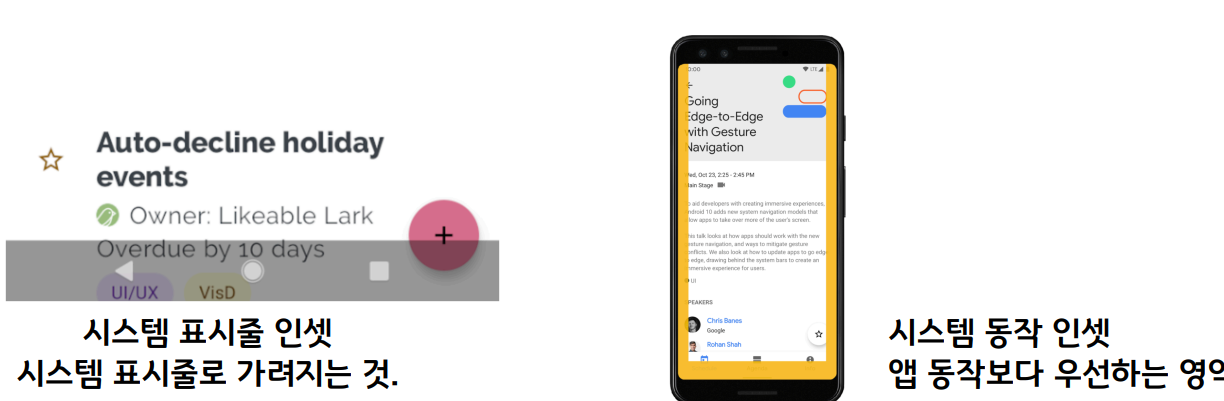 Auto-decline holiday
events
Owner: Likeable Lark
Overdue by 10 days
UI/UX VisD
시스템 표시줄 인셋
시스템 표시줄로 가려지는 것.
LTE
Going
Edge-to-Edge
with Gesture
Navigation
Wed, Oct 23, 2:25 - 2:45 PM
Main Stage
To aid developers with creating immersive experiences,
Android 10 adds new system navigation models that
allow apps to take over more of the user's screen.
This talk looks at how apps should work with the new
gesture navigation, and ways to mitigate gesture
conflicts. We also look at how to update apps to go edge
to edge, drawing behind the system bars to create an
immersive experience for users.
UI
SPEAKERS
Chris Banes
Google
Rohan Shah
시스템 동작 인셋
앱 동작보다 우선하는